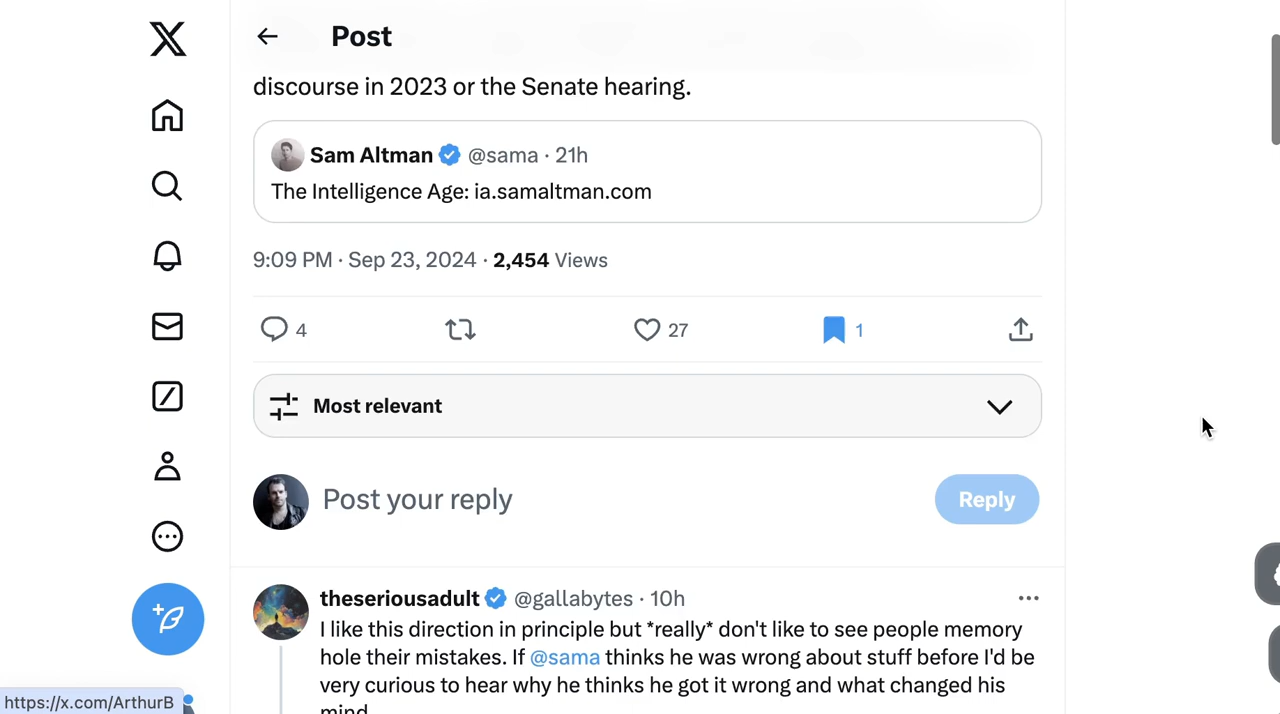 Post
discourse in 2023 or the Senate hearing.
Sam Altman @sama · 21h
The Intelligence Age: ia.samaltman.com
9:09 PM · Sep 23, 2024 · 2,454 Views
4 27 1
Most relevant
Post your reply Reply
theseriousadult @gallabytes · 10h
I like this direction in principle but *really* don't like to see people memory
hole their mistakes. If @sama thinks he was wrong about stuff before I'd be
very curious to hear why he thinks he got it wrong and what changed his
mind
https://x.com/ArthurB